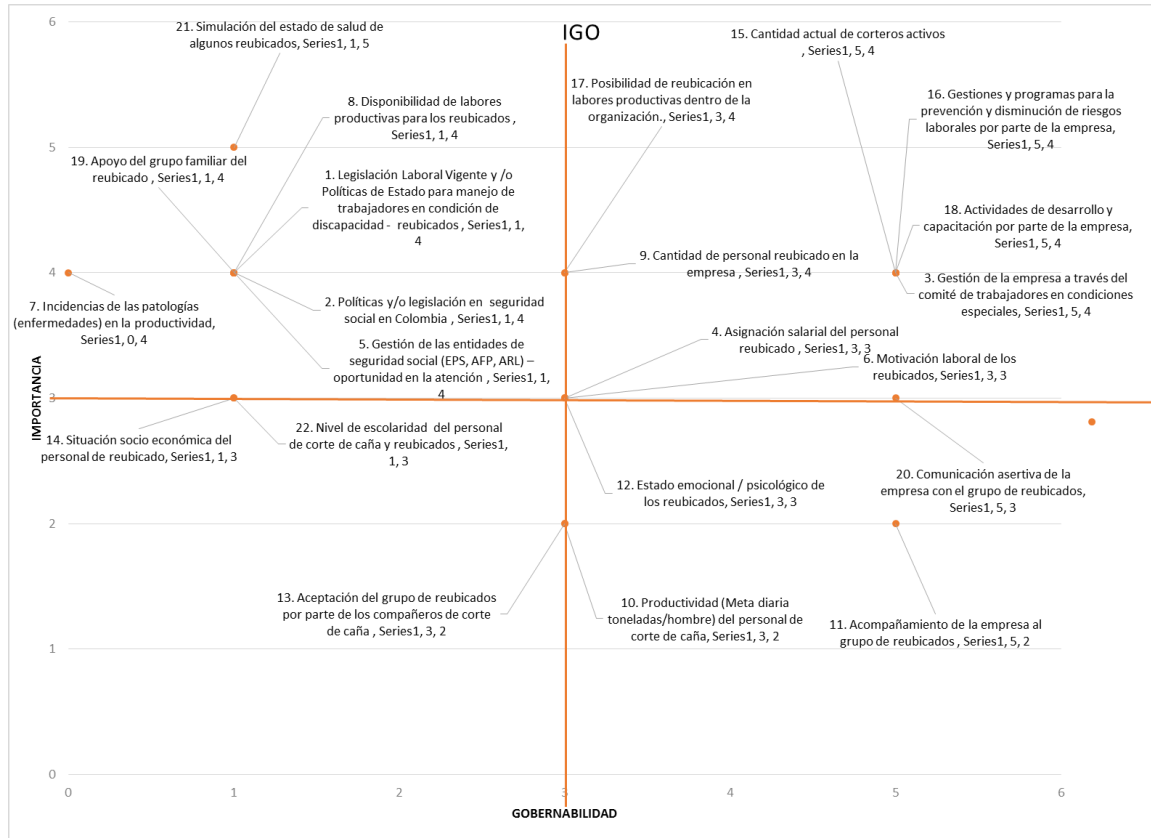 IGO
21. Simulación del estado de salud de
algunos reubicados, Series1, 1, 5
15. Cantidad actual de corteros activos
, Series1, 5, 4
17. Posibilidad de reubicación en
labores productivas dentro de la
organización., Series1, 3, 4
8. Disponibilidad de labores
productivas para los reubicados ,
Series1, 1, 4
16. Gestiones y programas para la
prevención y disminución de riesgos
laborales por parte de la empresa,
Series1, 5, 4
19. Apoyo del grupo familiar del
reubicado , Series1, 1, 4
1. Legislación Laboral Vigente y /o
Políticas de Estado para manejo de
trabajadores en condición de
discapacidad - reubicados , Series1, 1,
4
18. Actividades de desarrollo y
capacitación por parte de la empresa,
Series1, 5, 4
9. Cantidad de personal reubicado en la
empresa , Series1, 3, 4
3. Gestión de la empresa a través del
comité de trabajadores en condiciones
especiales, Series1, 5, 4
7. Incidencias de las patologías
(enfermedades) en la productividad,
Series1, 0, 4
2. Políticas y/o legislación en seguridad
social en Colombia , Series1, 1, 4
5. Gestión de las entidades de
seguridad social (EPS, AFP, ARL) –
oportunidad en la atención , Series1, 1,
4
4. Asignación salarial del personal
reubicado , Series1, 3, 3
6. Motivación laboral de los
reubicados, Series1, 3, 3
14. Situación socio económica del
personal de reubicado, Series1, 1, 3
22. Nivel de escolaridad del personal
de corte de caña y reubicados , Series1,
1, 3
12. Estado emocional / psicológico de
los reubicados, Series1, 3, 3
20. Comunicación asertiva de la
empresa con el grupo de reubicados,
Series1, 5, 3
13. Aceptación del grupo de reubicados
por parte de los compañeros de corte
de caña , Series1, 3, 2
10. Productividad (Meta diaria
toneladas/hombre) del personal de
corte de caña, Series1, 3, 2
11. Acompañamiento de la empresa al
grupo de reubicados , Series1, 5, 2
IMPORTANCIA
6
5
4
3
2
1
0
0 1 2 3 4 5 6
GOBERNABILIDAD